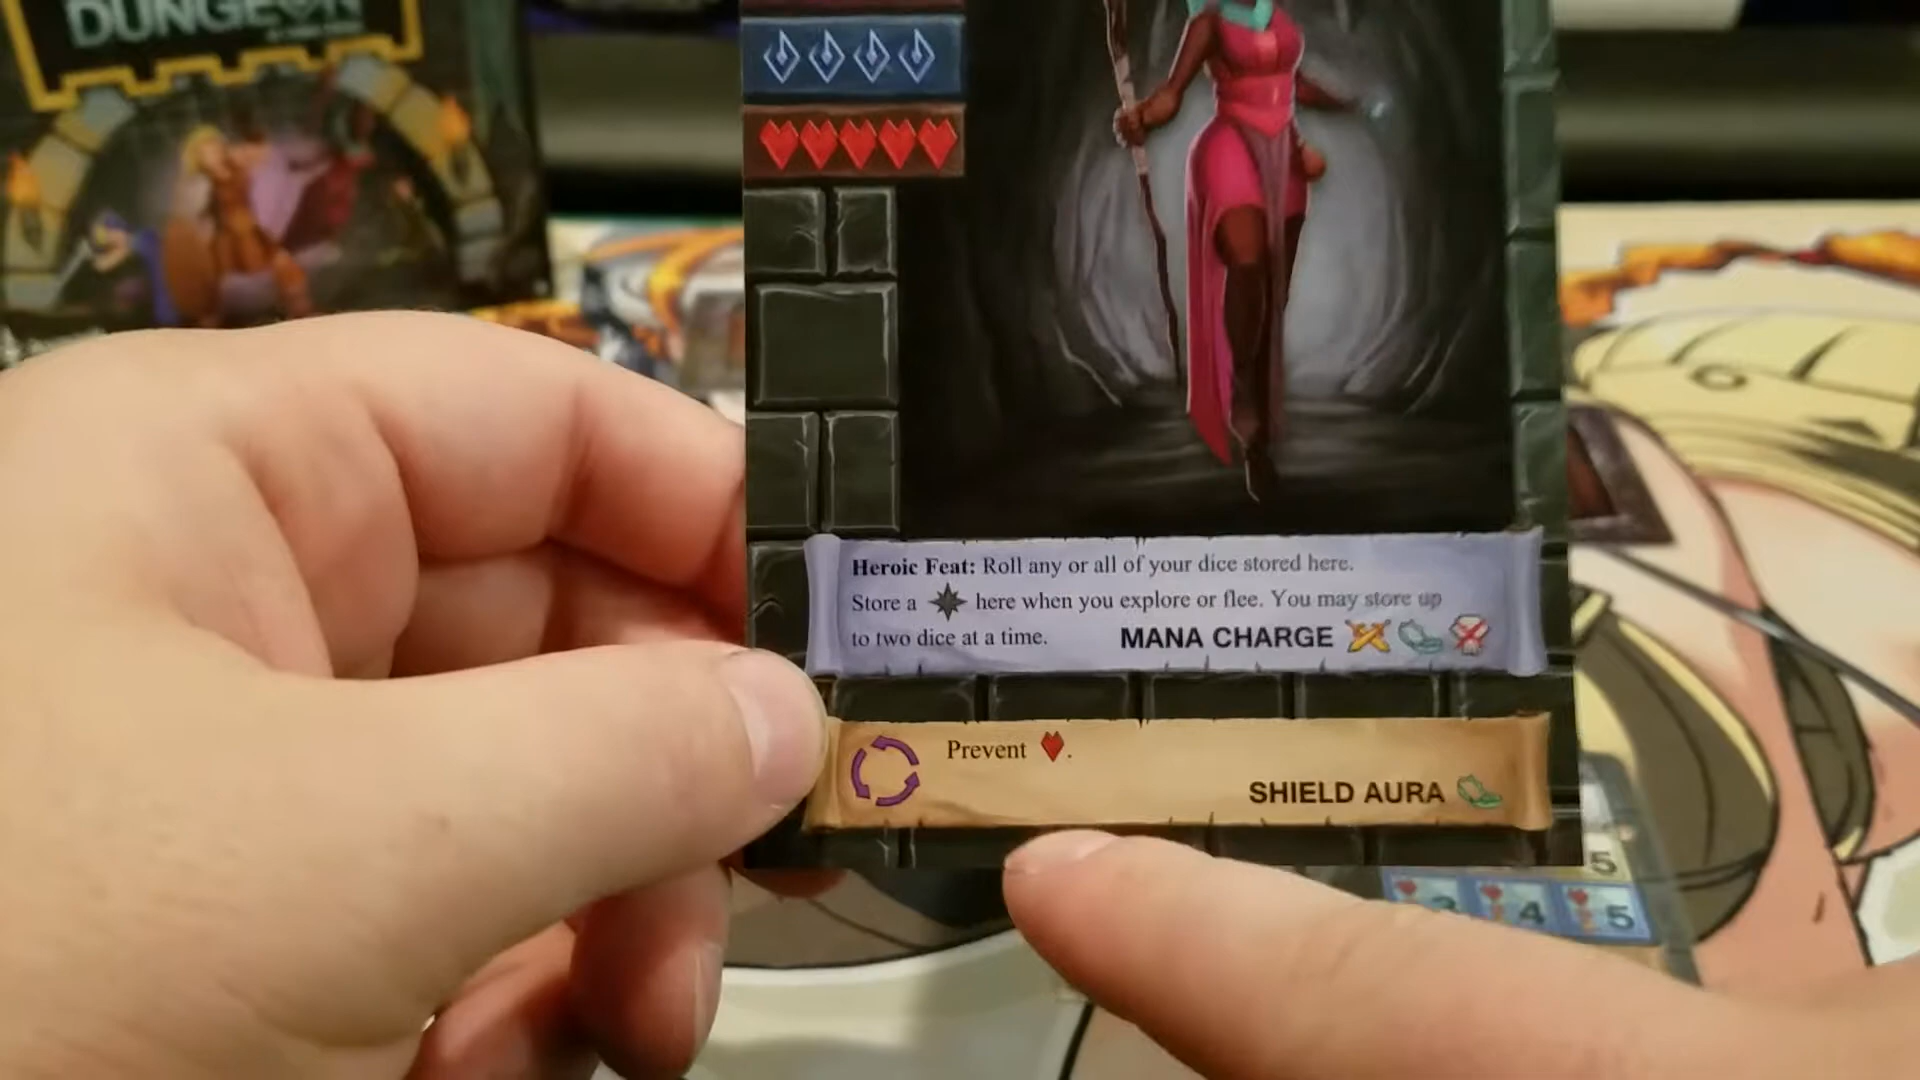 DUNGEON
Heroic Feat: Roll any or all of your dice stored here.
Store a here when you explore or flee. You may store up
to two dice at a time. MANA CHARGE
Prevent .
SHIELD AURA
5
3 4 5